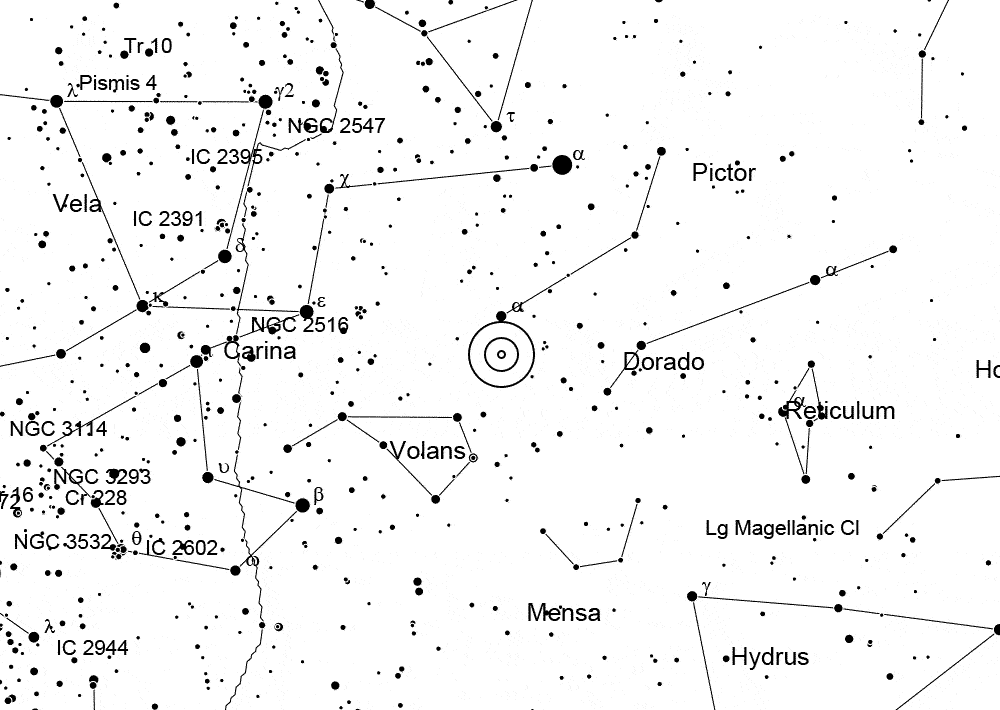 Tr 10
λ
Pismis 4
γ2
τ
NGC 2547
IC 2395
α
χ
Pictor
Vela
IC 2391
δ
α
κ
ε
α
NGC 2516
ι
Carina
Dorado
Ho
α
Reticulum
NGC 3114
Volans
NGC 3293
υ
16
72
Cr 228
β
Lg Magellanic Cl
NGC 3532
θ
IC 2602
ω
γ
Mensa
λ
IC 2944
Hydrus